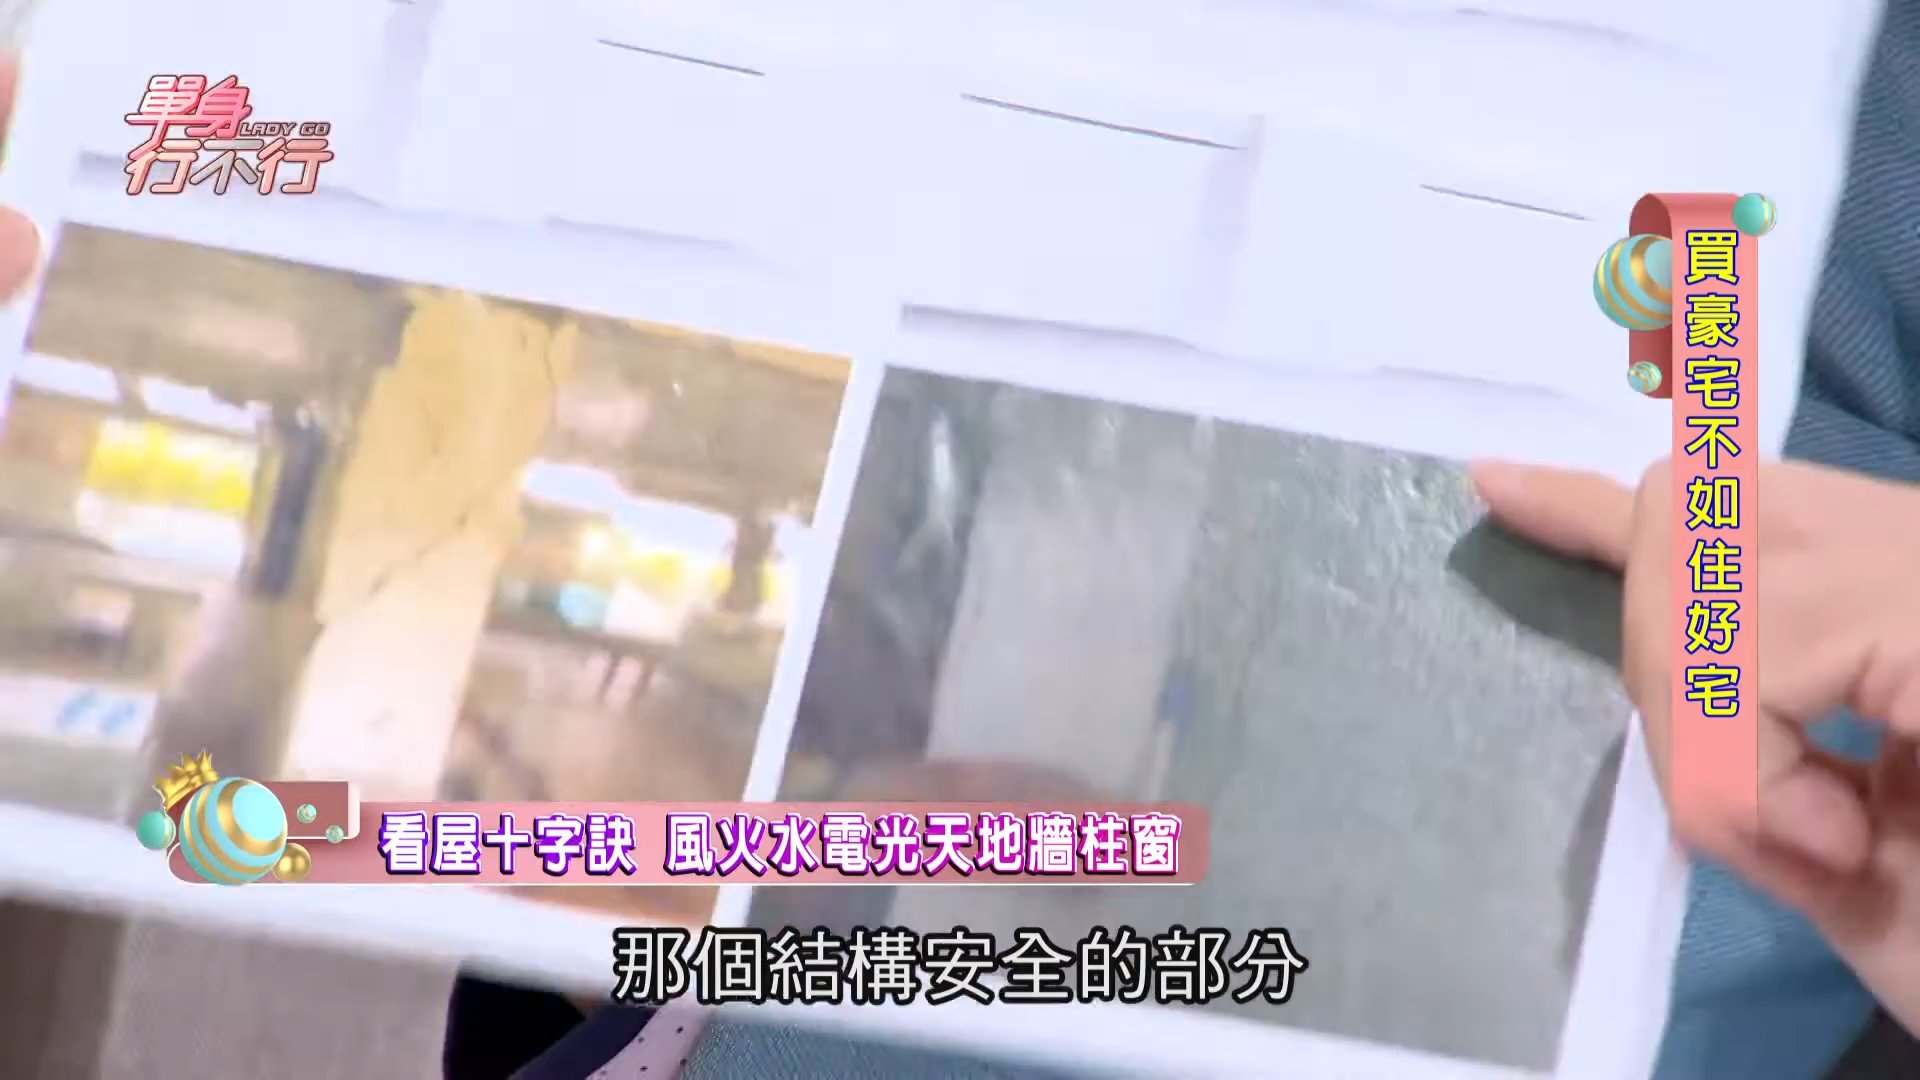 單身
LADY GO
行不行
買豪宅不如住好宅
看屋十字訣 風火水電光天地牆柱窗
那個結構安全的部分